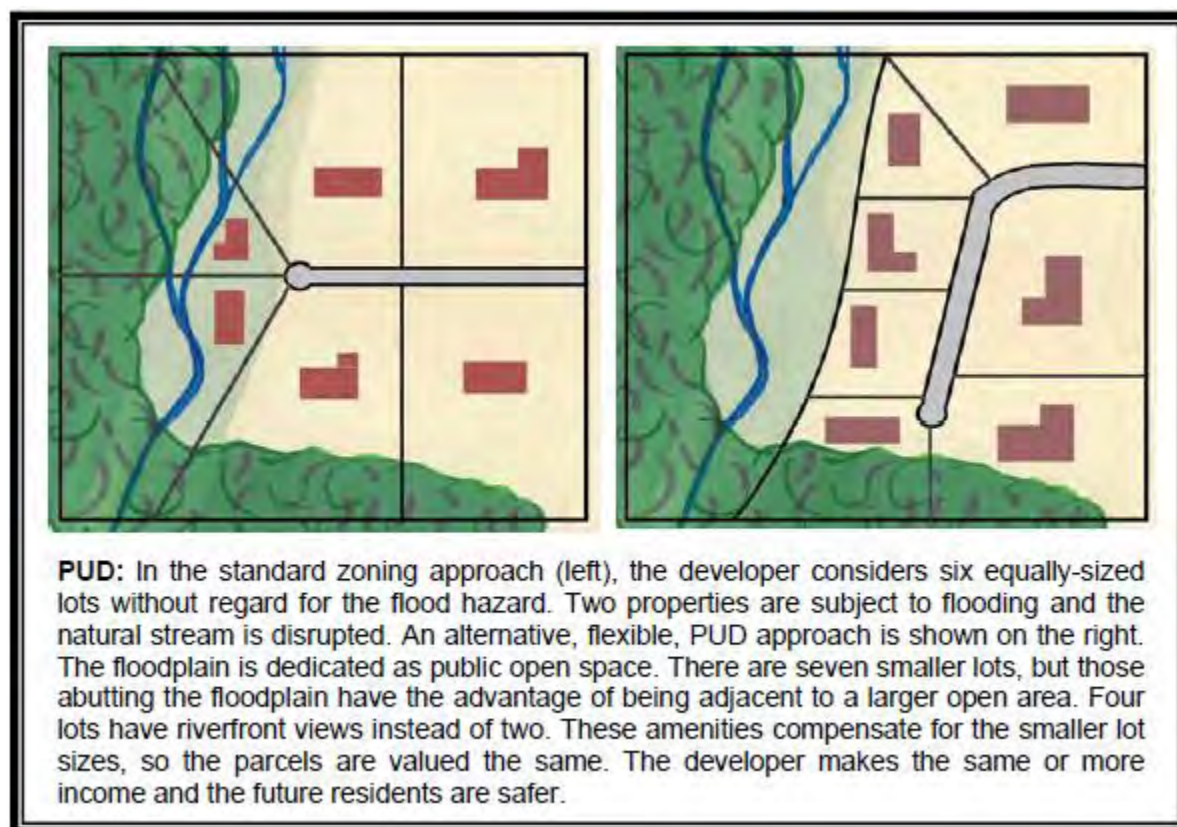 PUD: In the standard zoning approach (left), the developer considers six equally-sized
lots without regard for the flood hazard. Two properties are subject to flooding and the
natural stream is disrupted. An alternative, flexible, PUD approach is shown on the right.
The floodplain is dedicated as public open space. There are seven smaller lots, but those
abutting the floodplain have the advantage of being adjacent to a larger open area. Four
lots have riverfront views instead of two. These amenities compensate for the smaller lot
sizes, so the parcels are valued the same. The developer makes the same or more
income and the future residents are safer.